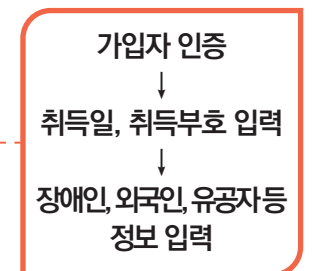 가입자 인증
↓
취득일, 취득부호 입력
↓
장애인, 외국인, 유공자 등
정보 입력